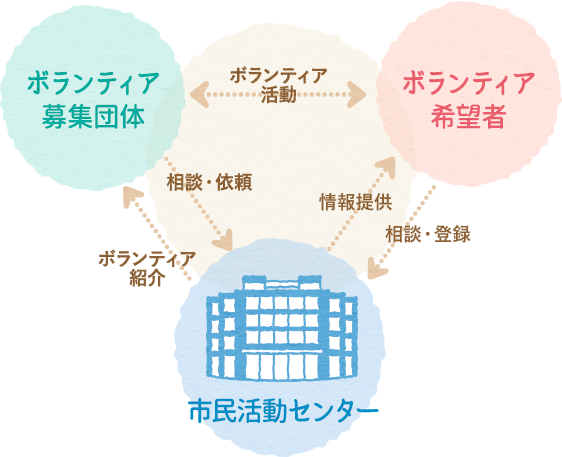 ボランティア
募集団体
ボランティア
活動
ボランティア
希望者
相談・依頼
情報提供
相談・登録
ボランティア
紹介
市民活動センター